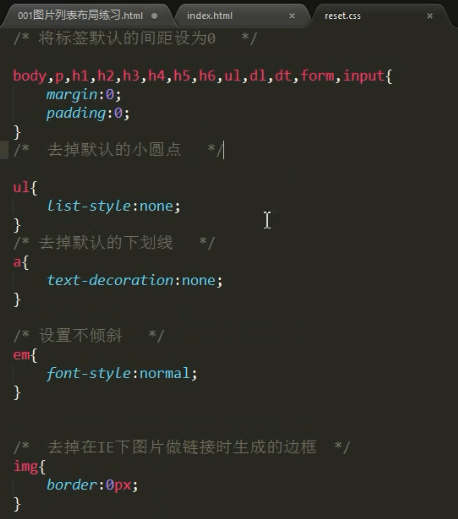 001图片列表布局练习.html
index.html
reset.css
/* 将标签默认的间距设为0 */
body,p,h1,h2,h3,h4,h5,h6,ul,dl,dt,form,input{
margin:0;
padding:0;
}
/* 去掉默认的小圆点 */
ul{
list-style:none;
}
/* 去掉默认的下划线 */
a{
text-decoration:none;
}
/* 设置不倾斜 */
em{
font-style:normal;
}
/* 去掉在IE下图片做链接时生成的边框 */
img{
border:0px;
}